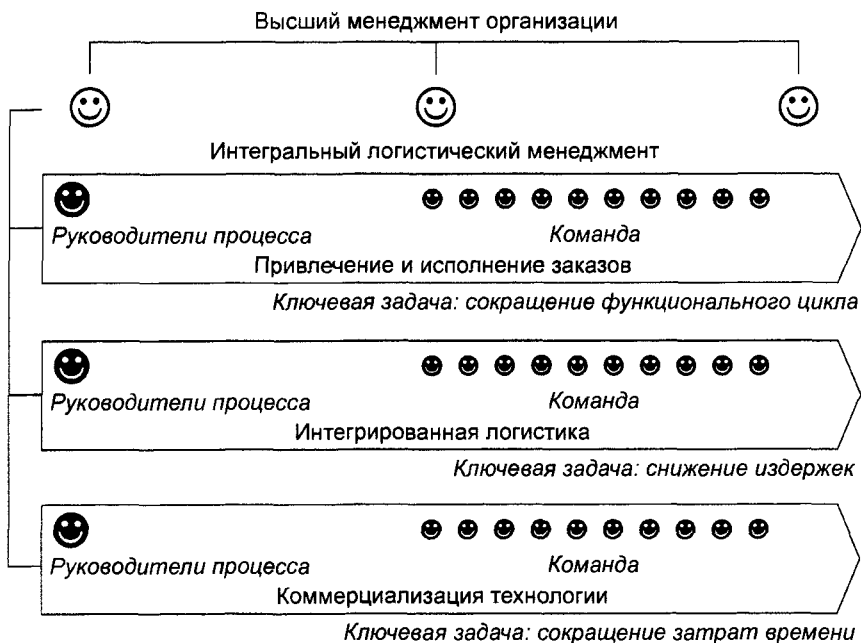 Высший менеджмент организации
Интегральный логистический менеджмент
Руководители процесса Команда
Привлечение и исполнение заказов
Ключевая задача: сокращение функционального цикла
Руководители процесса Команда
Интегрированная логистика
Ключевая задача: снижение издержек
Руководители процесса Команда
Коммерциализация технологии
Ключевая задача: сокращение затрат времени